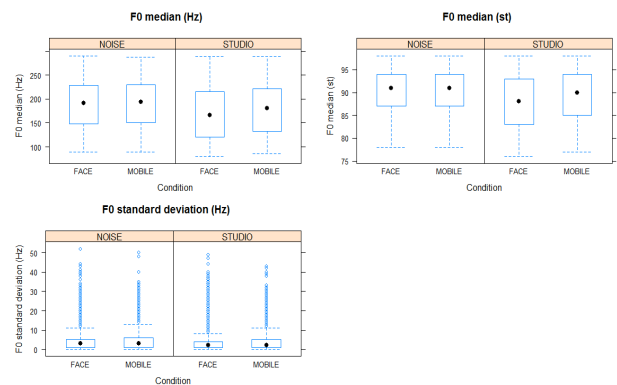 F0 median (Hz)
NOISE STUDIO
F0 median (Hz)
250
200
150
100
FACE MOBILE FACE MOBILE
Condition
F0 median (st)
NOISE STUDIO
F0 median (st)
95
90
85
80
75
FACE MOBILE FACE MOBILE
Condition
F0 standard deviation (Hz)
NOISE STUDIO
F0 standard deviation (Hz)
50
40
30
20
10
0
FACE MOBILE FACE MOBILE
Condition